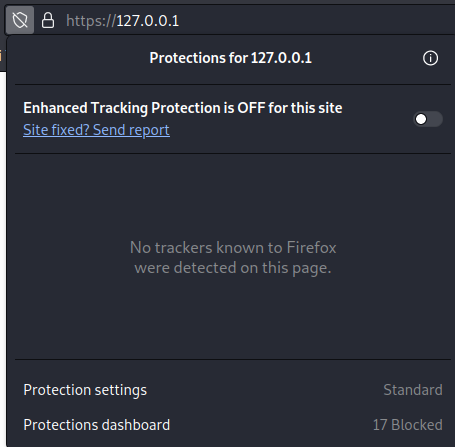 https://127.0.0.1
Protections for 127.0.0.1
Enhanced Tracking Protection is OFF for this site
Site fixed? Send report
No trackers known to Firefox
were detected on this page.
Protection settings Standard
Protections dashboard 17 Blocked